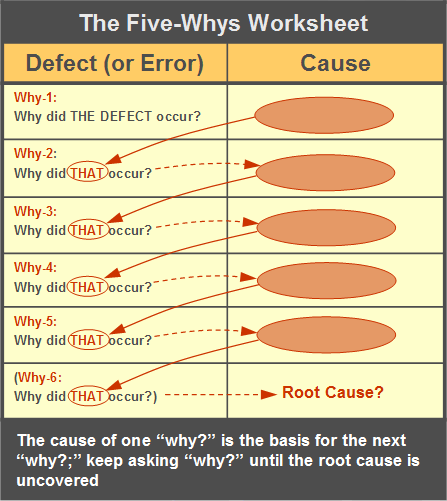 The Five-Whys Worksheet
Defect (or Error)
Cause
Why-1:
Why did THE DEFECT occur?
Why-2:
Why did THAT occur?
Why-3:
Why did THAT occur?
Why-4:
Why did THAT occur?
Why-5:
Why did THAT occur?
(Why-6:
Why did THAT occur?)
Root Cause?
The cause of one “why?” is the basis for the next
“why?;” keep asking “why?” until the root cause is
uncovered